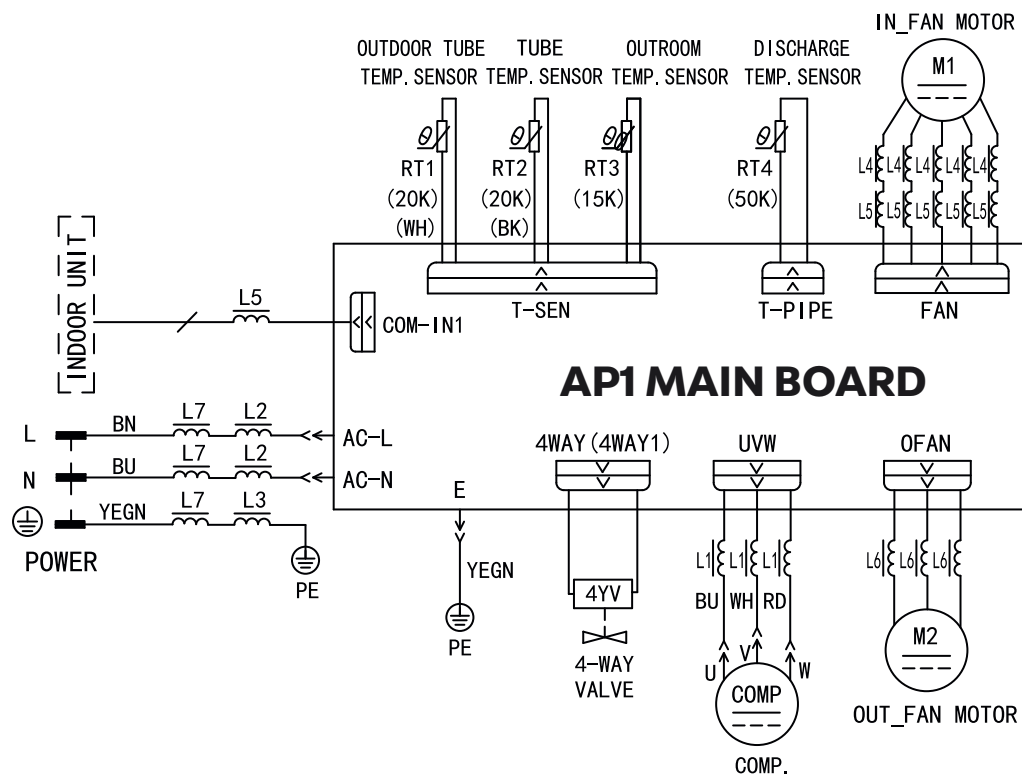 IN_FAN MOTOR
OUTDOOR TUBE TEMP. SENSOR
TUBE TEMP. SENSOR
OUTROOM TEMP. SENSOR
DISCHARGE TEMP. SENSOR
M1
θ θ θ θ
RT1 RT2 RT3 RT4
(20K) (20K) (15K) (50K)
(WH) (BK)
L4 L4 L4 L4 L4
L5 L5 L5 L5 L5
INDOOR UNIT
L5
COM-IN1
T-SEN
T-PIPE
FAN
AP1 MAIN BOARD
L BN L7 L2 AC-L
N BU L7 L2 AC-N
YEGN L7 L3
POWER
PE
E
YEGN
PE
4WAY(4WAY1)
4YV
4-WAY
VALVE
UVW
L1 L1 L1
BU WH RD
U V W
COMP
COMP.
OFAN
L6 L6 L6
M2
OUT_FAN MOTOR